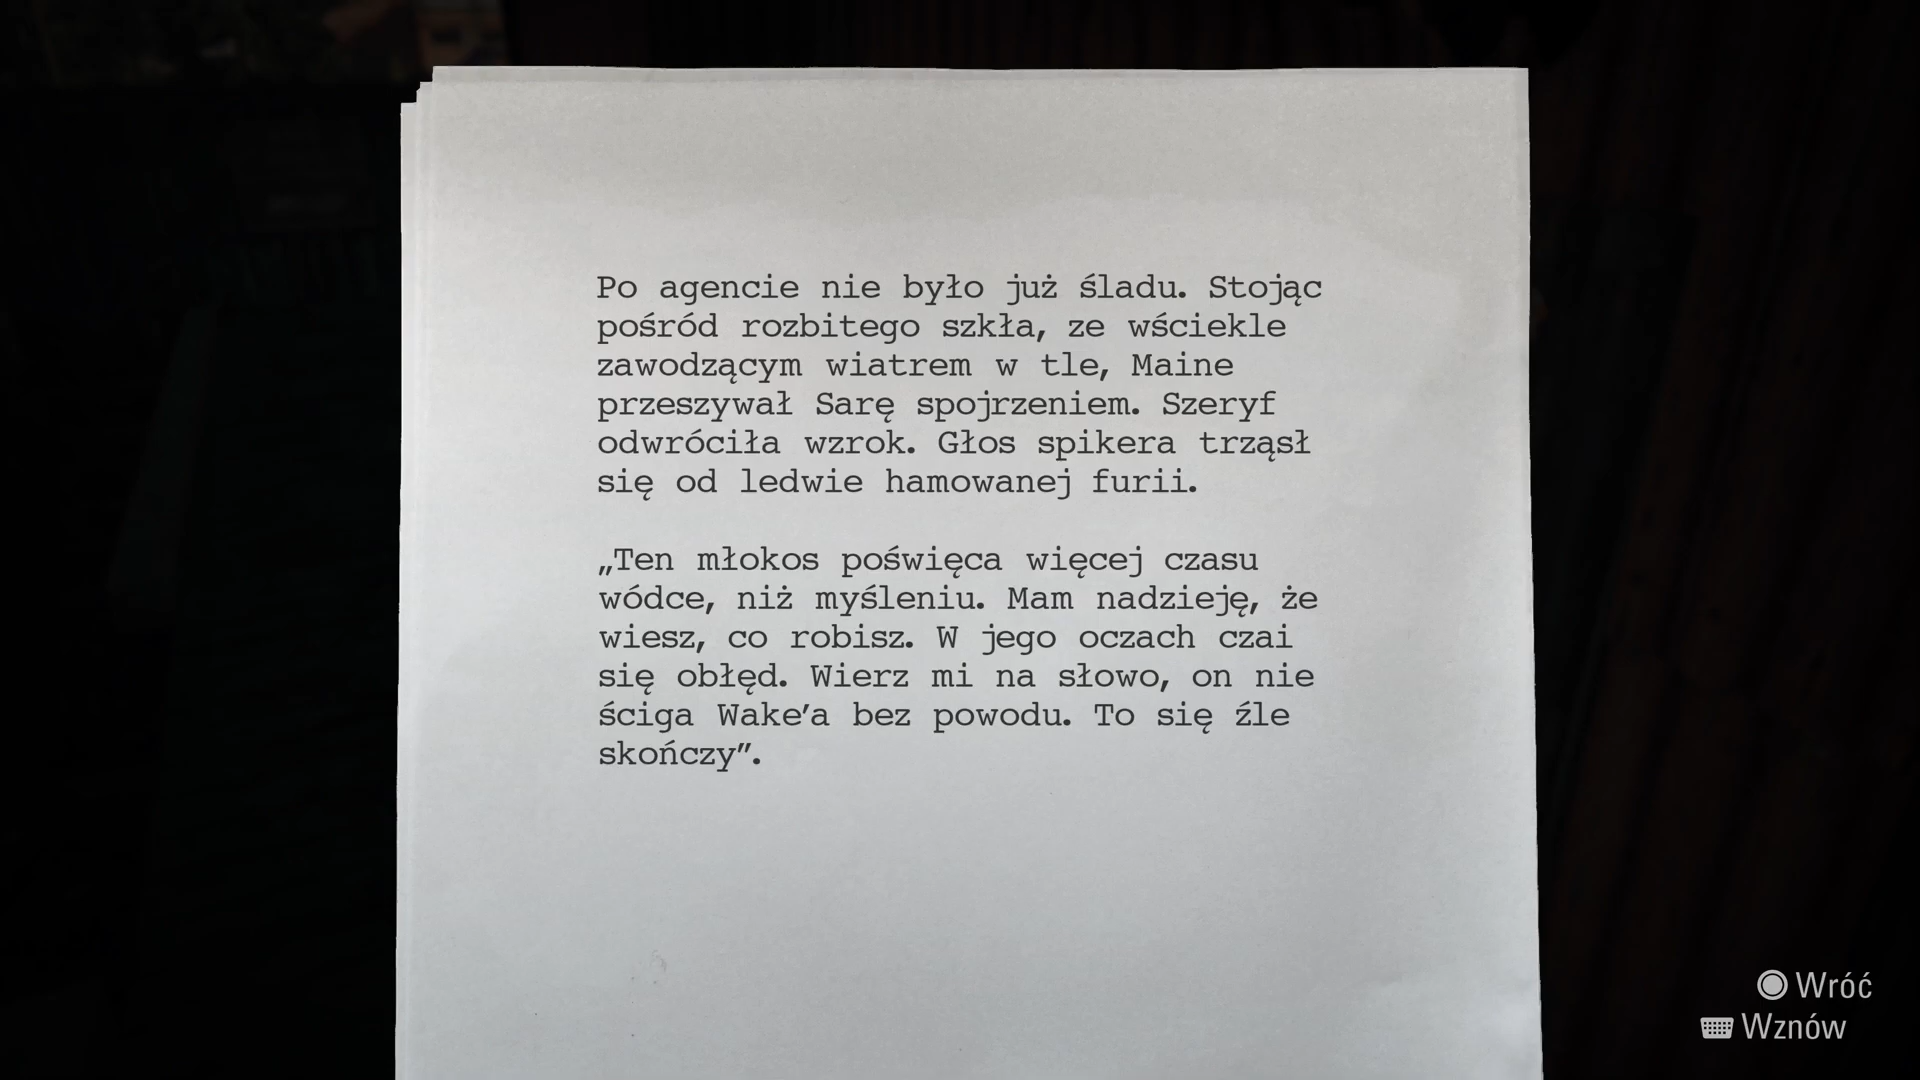 Po agencie nie było już śladu. Stojąc
pośród rozbitego szkła, ze wściekle
zawodzącym wiatrem w tle, Maine
przeszywał Sarę spojrzeniem. Szeryf
odwróciła wzrok. Głos spikera trząsł
się od ledwie hamowanej furii.
„Ten młokos poświęca więcej czasu
wódce, niż myśleniu. Mam nadzieję, że
wiesz, co robisz. W jego oczach czai
się obłęd. Wierz mi na słowo, on nie
ściga Wake’a bez powodu. To się źle
skończy”.
Wróć
Wznów